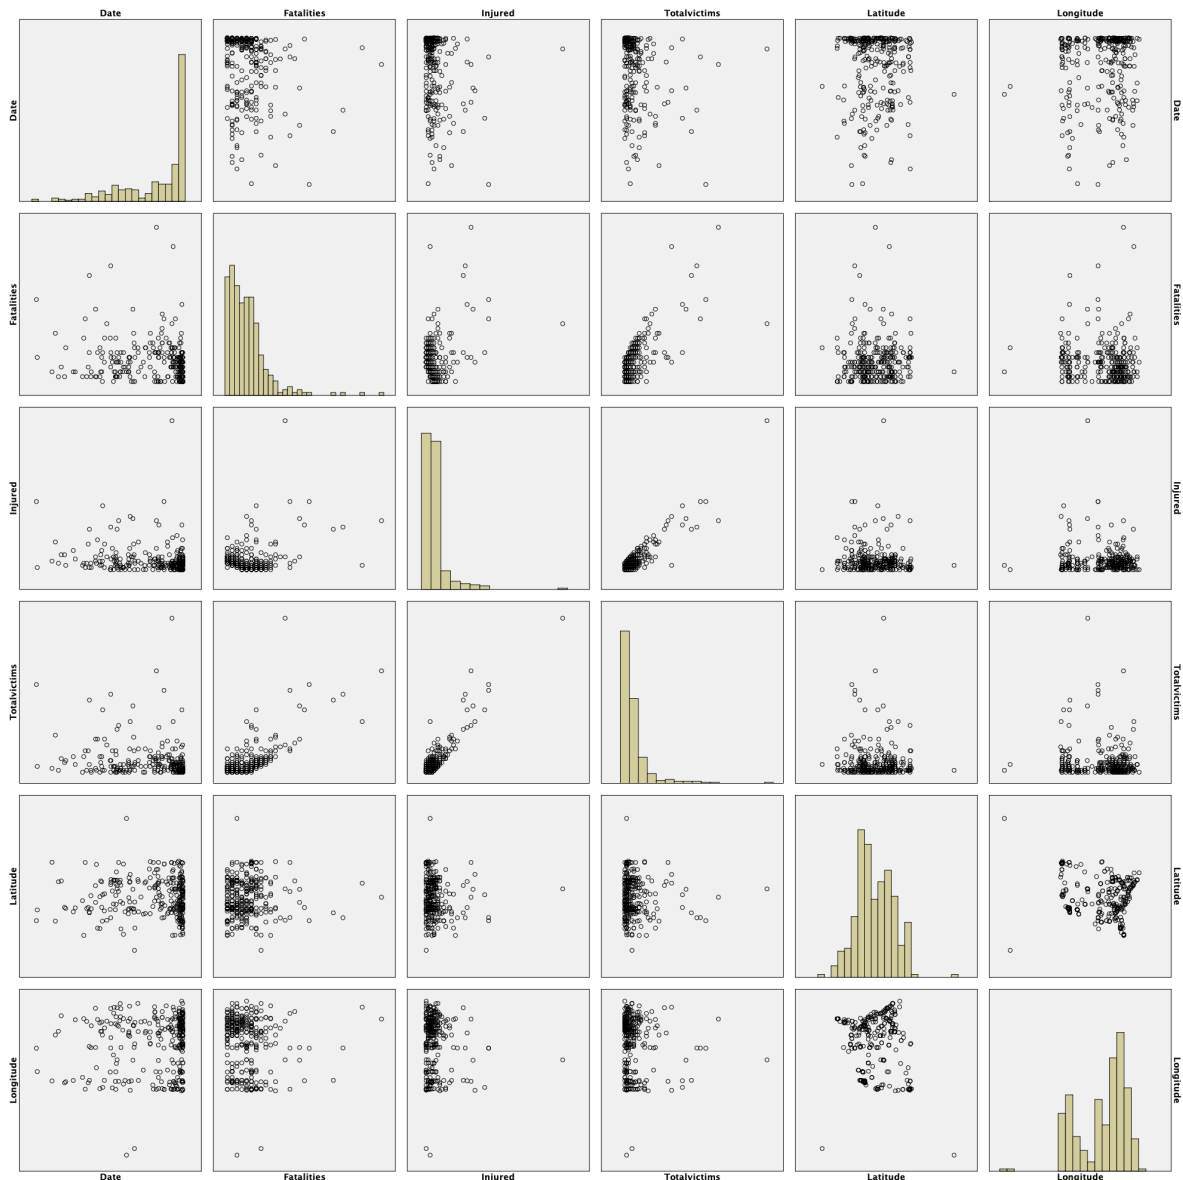 Date Fatalities Injured Totalvictims Latitude Longitude
Date
Date
Fatalities
Fatalities
Injured
Injured
Totalvictims
Totalvictims
Latitude
Latitude
Longitude
Longitude
Date Fatalities Injured Totalvictims Latitude Longitude